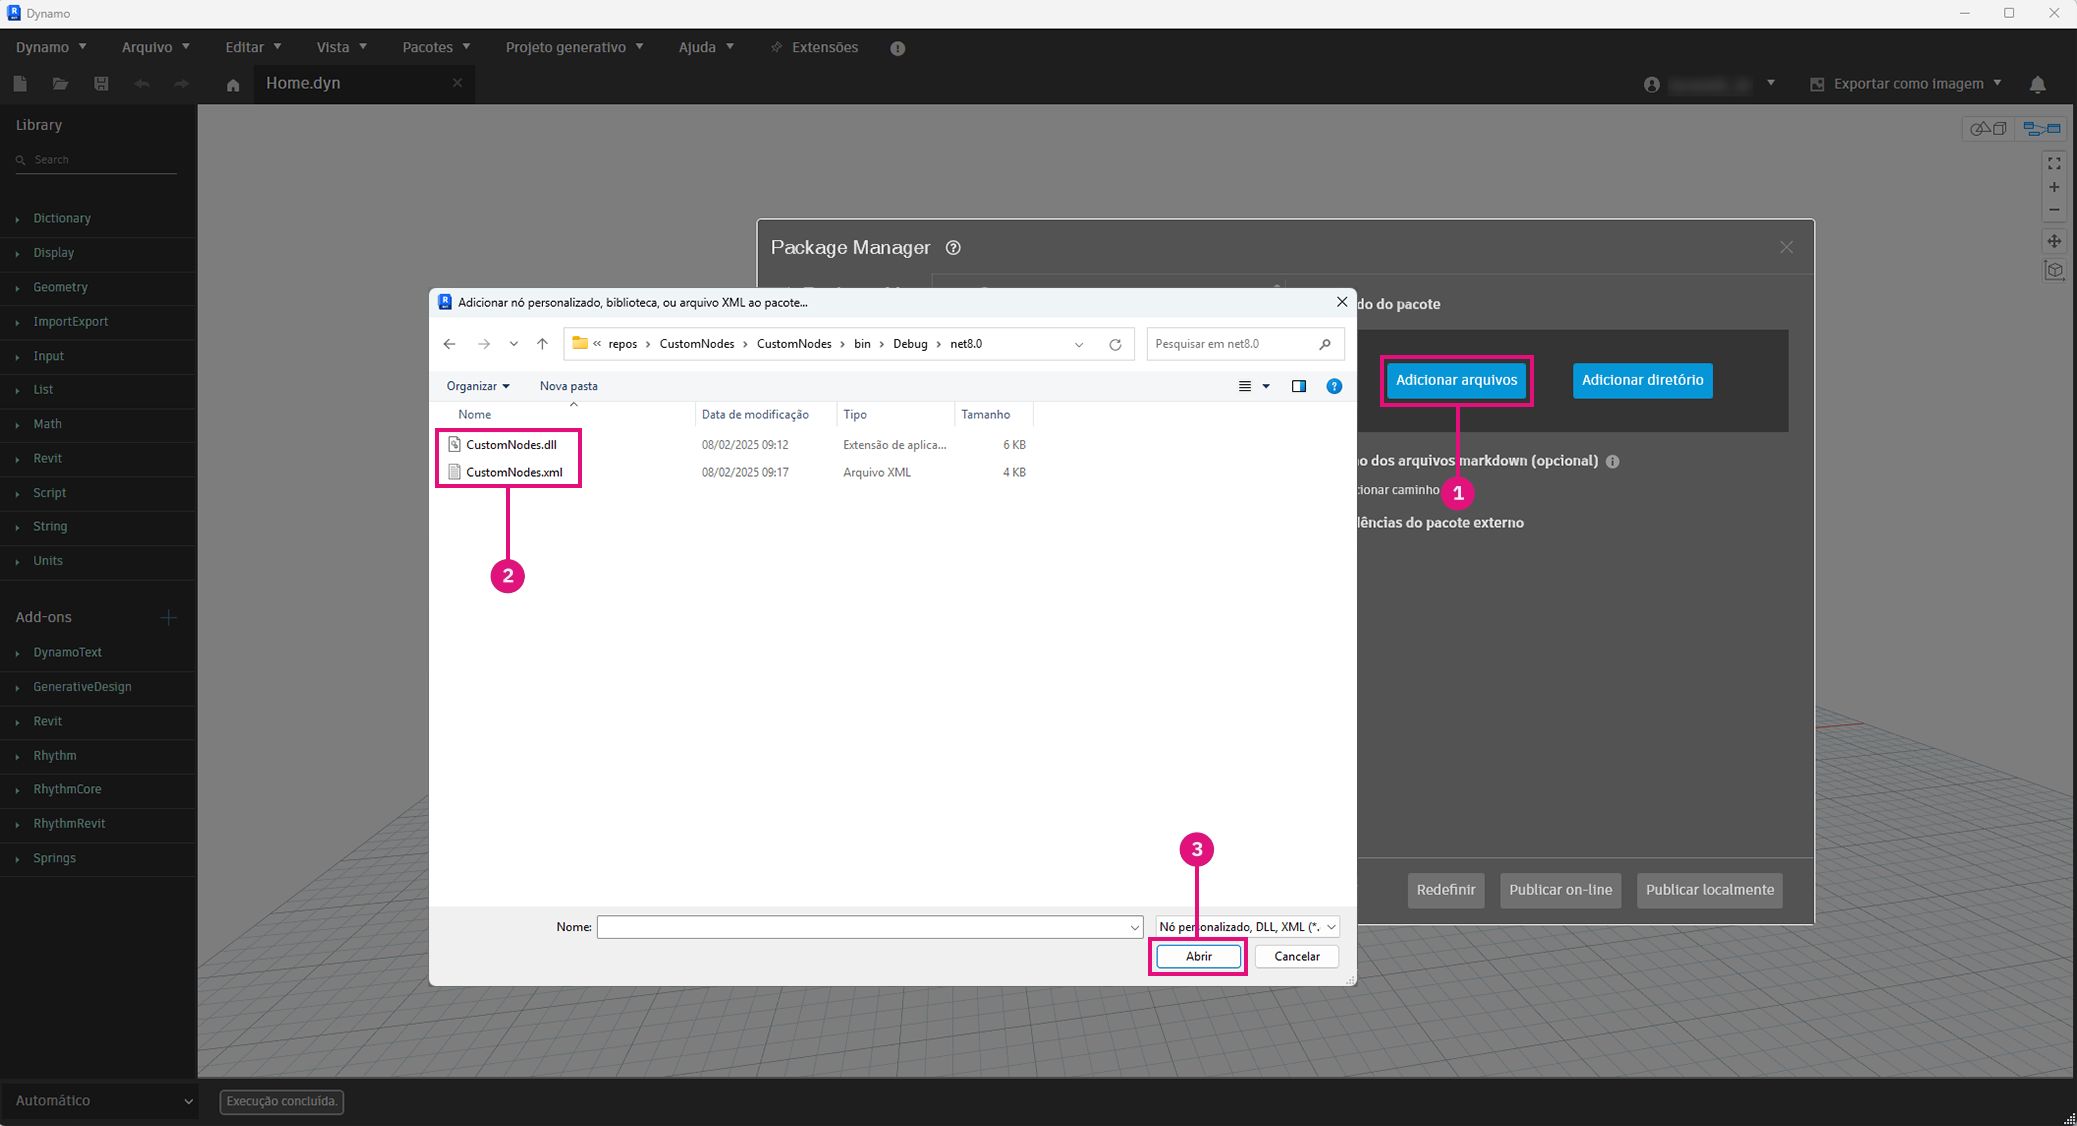 Dynamo
Dynamo Arquivo Editar Vista Pacotes Projeto generativo Ajuda Extensões
Home.dyn
Exportar como imagem
Library
Search
Dictionary
Display
Geometry
ImportExport
Input
List
Math
Revit
Script
String
Units
Add-ons
DynamoText
GenerativeDesign
Revit
Rhythm
RhythmCore
RhythmRevit
Springs
Package Manager
do do pacote
Adicionar arquivos
Adicionar diretório
o dos arquivos markdown (opcional)
cionar caminho
1
lências do pacote externo
Redefinir
Publicar on-line
Publicar localmente
Adicionar nó personalizado, biblioteca, ou arquivo XML ao pacote...
« repos › CustomNodes › CustomNodes › bin › Debug › net8.0
Pesquisar em net8.0
Organizar Nova pasta
Nome Data de modificação Tipo Tamanho
CustomNodes.dll 08/02/2025 09:12 Extensão de aplica... 6 KB
CustomNodes.xml 08/02/2025 09:17 Arquivo XML 4 KB
2
3
Nome:
Nó personalizado, DLL, XML (*.
Abrir
Cancelar
Automático
Execução concluída.